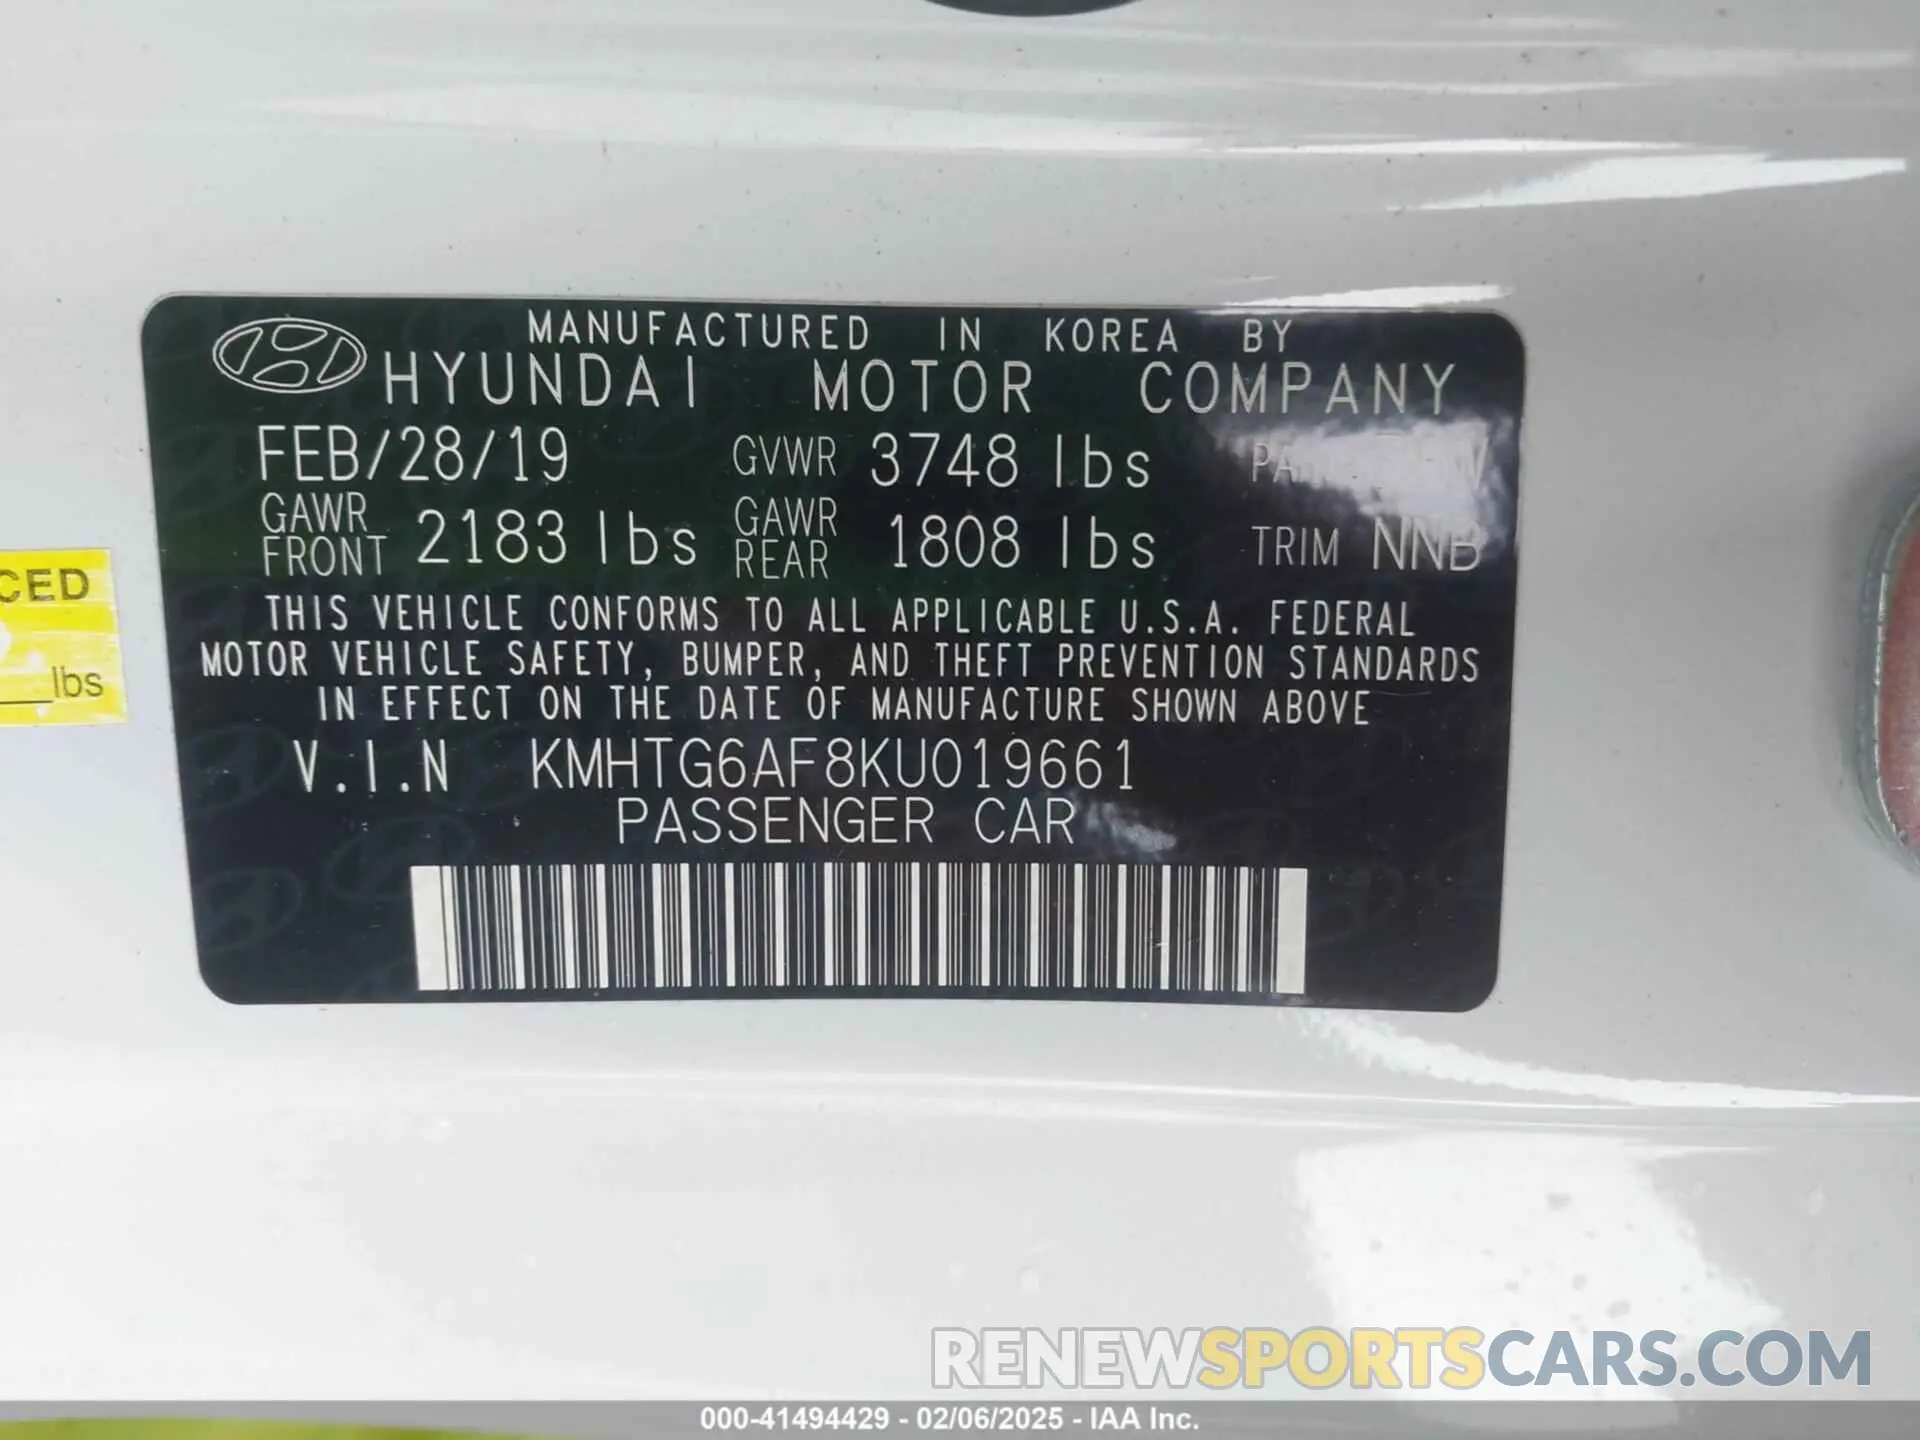 MANUFACTURED IN KOREA BY
HYUNDAI MOTOR COMPANY
FEB/28/19 GVWR 3748 lbs
GAWR FRONT 2183 lbs GAWR REAR 1808 lbs TRIM NNB
THIS VEHICLE CONFORMS TO ALL APPLICABLE U.S.A. FEDERAL
MOTOR VEHICLE SAFETY, BUMPER, AND THEFT PREVENTION STANDARDS
IN EFFECT ON THE DATE OF MANUFACTURE SHOWN ABOVE
V.I.N KMHTG6AF8KU019661
PASSENGER CAR
lbs
RENEWSPORTSCARS.COM
000-41494429 - 02/06/2025 - IAA Inc.